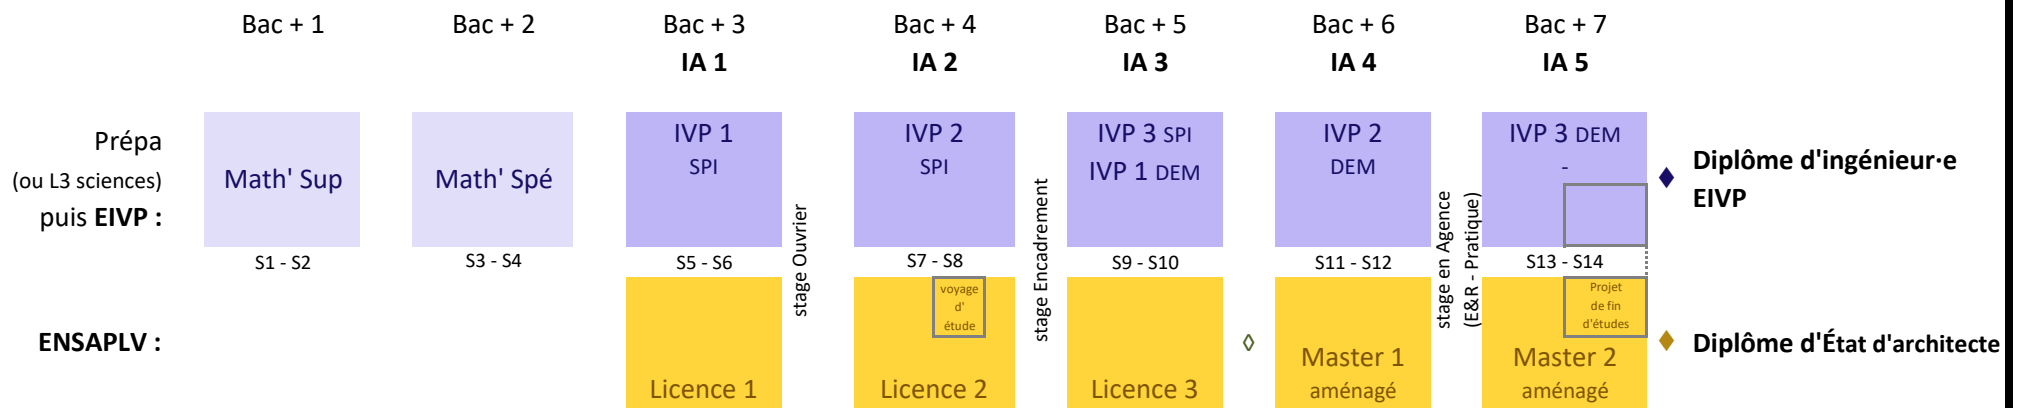 Bac + 1
Bac + 2
Bac + 3
Bac + 4
Bac + 5
Bac + 6
Bac + 7
IA 1
IA 2
IA 3
IA 4
IA 5
Prépa
(ou L3 sciences)
puis EIVP :
Math' Sup
Math' Spé
IVP 1
SPI
IVP 2
SPI
IVP 3 SPI
IVP 1 DEM
IVP 2
DEM
IVP 3 DEM
-
Diplôme d'ingénieur·e
EIVP
S1 - S2
S3 - S4
S5 - S6
S7 - S8
S9 - S10
S11 - S12
S13 - S14
stage Ouvrier
stage Encadrement
stage en Agence
(E&R - Pratique)
ENSAPLV :
Licence 1
voyage
d'
étude
Licence 2
Licence 3
Master 1
aménagé
Projet
de fin
d'études
Master 2
aménagé
Diplôme d'État d'architecte